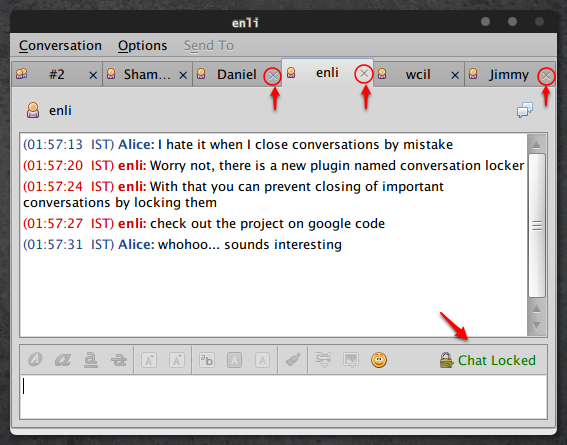 enli
Conversation Options Send To
#2 Sham... Daniel enli wcil Jimmy
enli
(01:57:13 IST) Alice: I hate it when I close conversations by mistake
(01:57:20 IST) enli: Worry not, there is a new plugin named conversation locker
(01:57:24 IST) enli: With that you can prevent closing of important
conversations by locking them
(01:57:27 IST) enli: check out the project on google code
(01:57:31 IST) Alice: whohoo... sounds interesting
Chat Locked